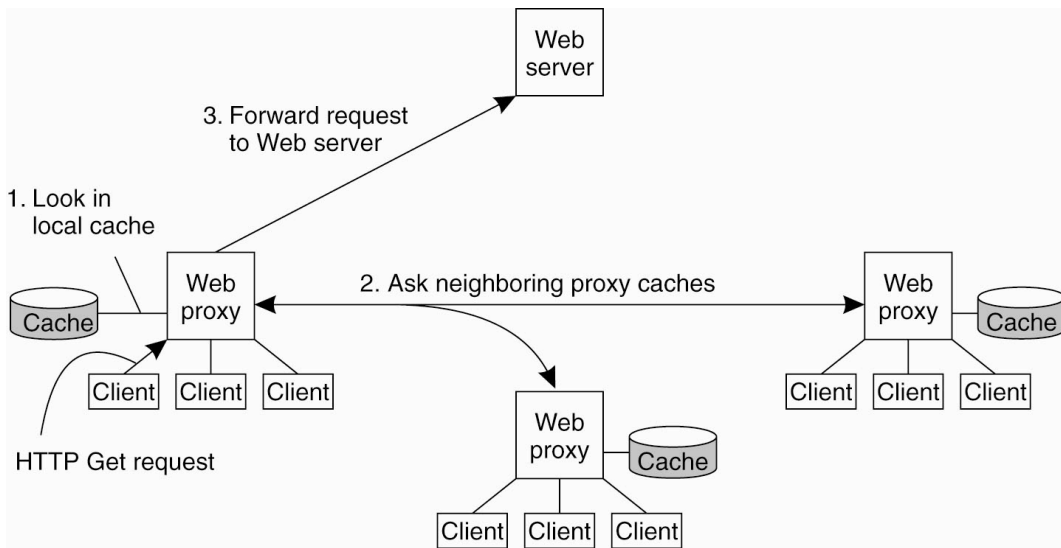 Web
server
3. Forward request
to Web server
1. Look in
local cache
Web
proxy
2. Ask neighboring proxy caches
Web
proxy
Cache
Cache
Client
Client
Client
Client
Client
Client
Web
proxy
HTTP Get request
Cache
Client
Client
Client